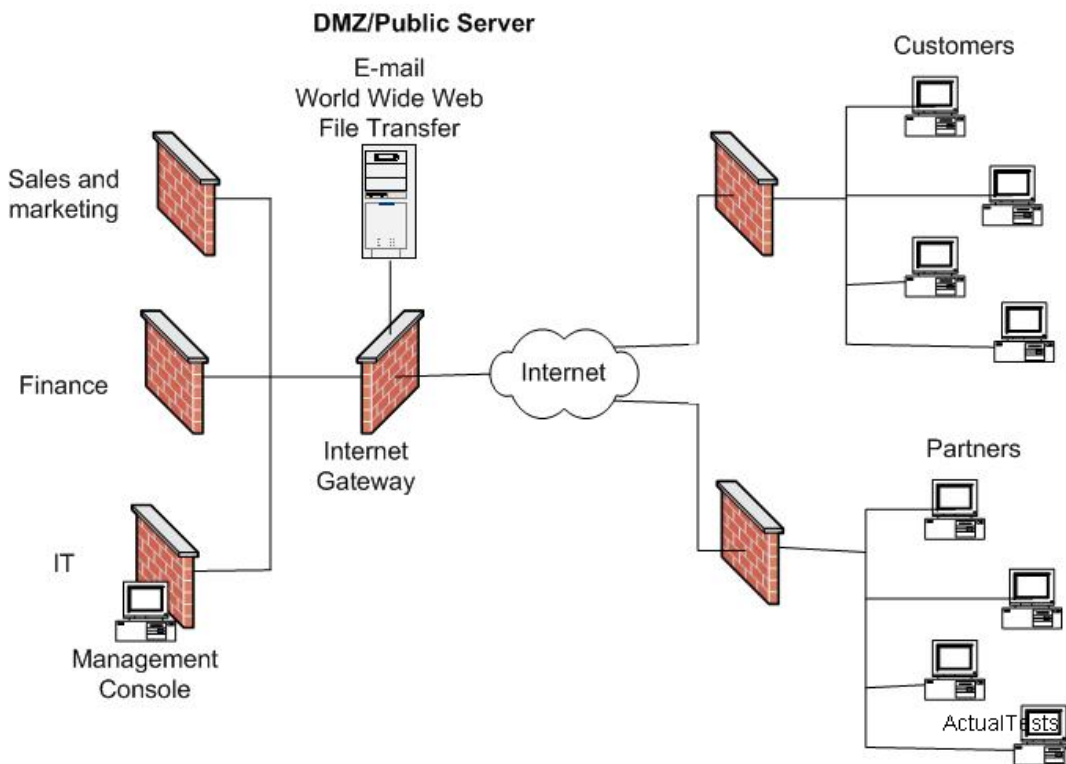 DMZ/Public Server
E-mail
World Wide Web
File Transfer
Customers
Sales and
marketing
Finance
Internet
Gateway
Internet
IT
Management
Console
Partners
ActualTests